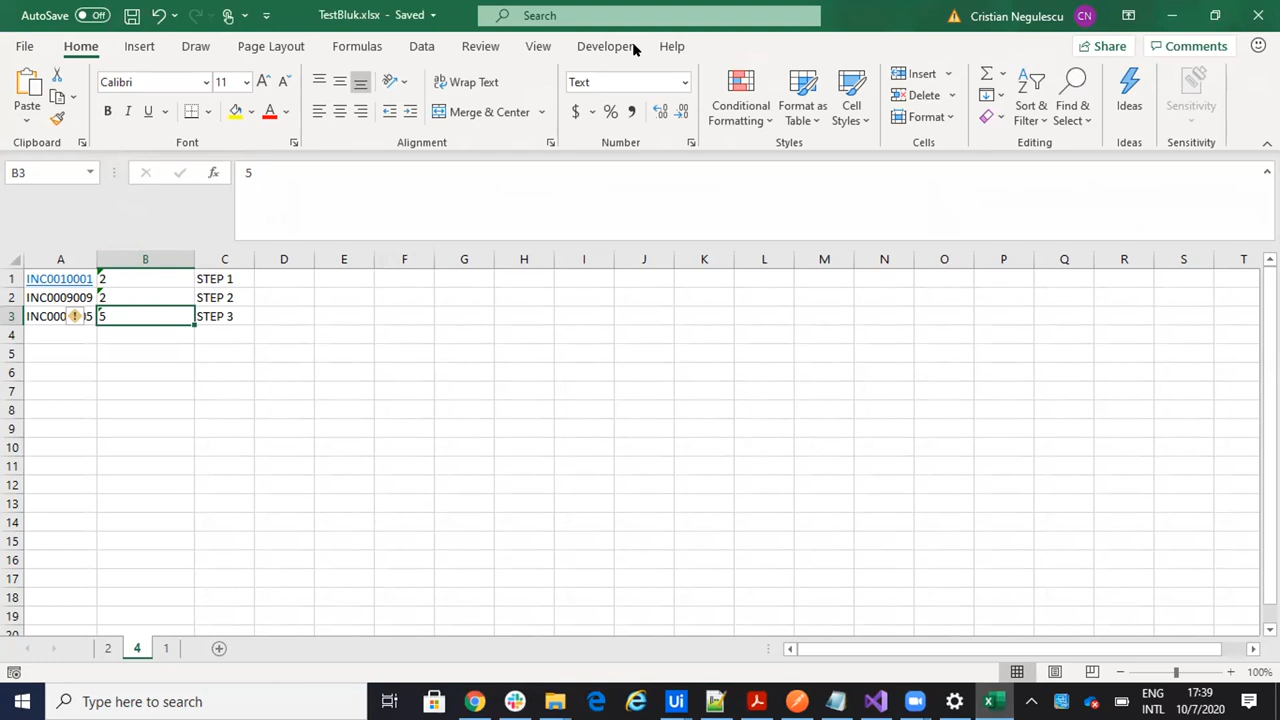 AutoSave Off TestBluk.xlsx - Saved Search Cristian Negulescu CN
File Home Insert Draw Page Layout Formulas Data Review View Developer Help Share Comments
Calibri 11 Wrap Text Text Insert
Paste Conditional Format as Cell Delete Sort & Find & Ideas Sensitivity
B I U Merge & Center $ % , Formatting Table Styles Format Filter Select
Clipboard Font Alignment Number Styles Cells Editing Ideas Sensitivity
B3 fx 5
A B C D E F G H I J K L M N O P Q R S T
1 INC0010001 2 STEP 1
2 INC0009009 2 STEP 2
3 5 STEP 3
4
5
6
7
8
9
10
11
12
13
14
15
16
17
18
19
20
2 4 1
100%
Type here to search Ui ENG 17:39
INTL 10/7/2020